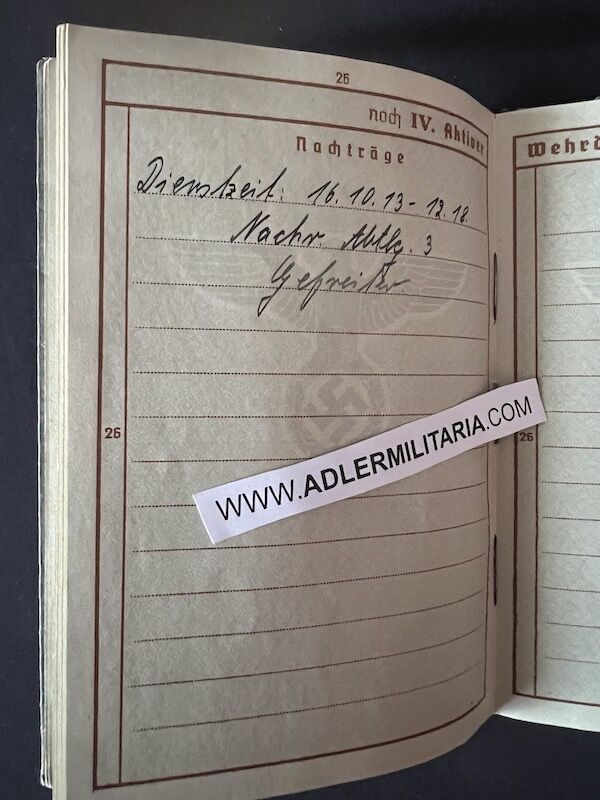 26
noch IV. Aktiver
Nachträge
Dienstzeit: 16. 10. 13 - 12. 18
Nachr. Abtlg. 3
Gefreiter
26
WWW.ADLERMILITARIA.COM
Wehrd
26